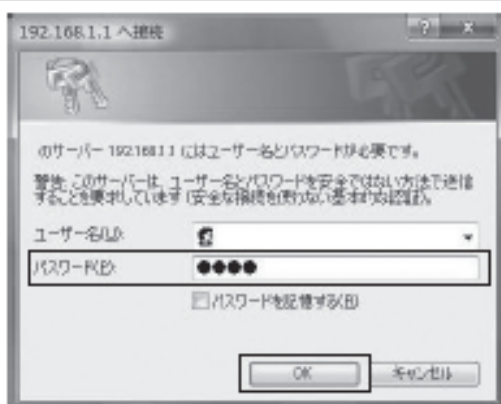 192.168.1.1 へ接続
のサーバー 192.168.1.1 にはユーザー名とパスワードが必要です。
警告: このサーバーは、ユーザー名とパスワードを安全ではない方法で送信
することを要求しています (安全な接続を使わない基本的な認証)。
ユーザー名(U):
パスワード(P): ●●●●
パスワードを記憶する(R)
OK キャンセル